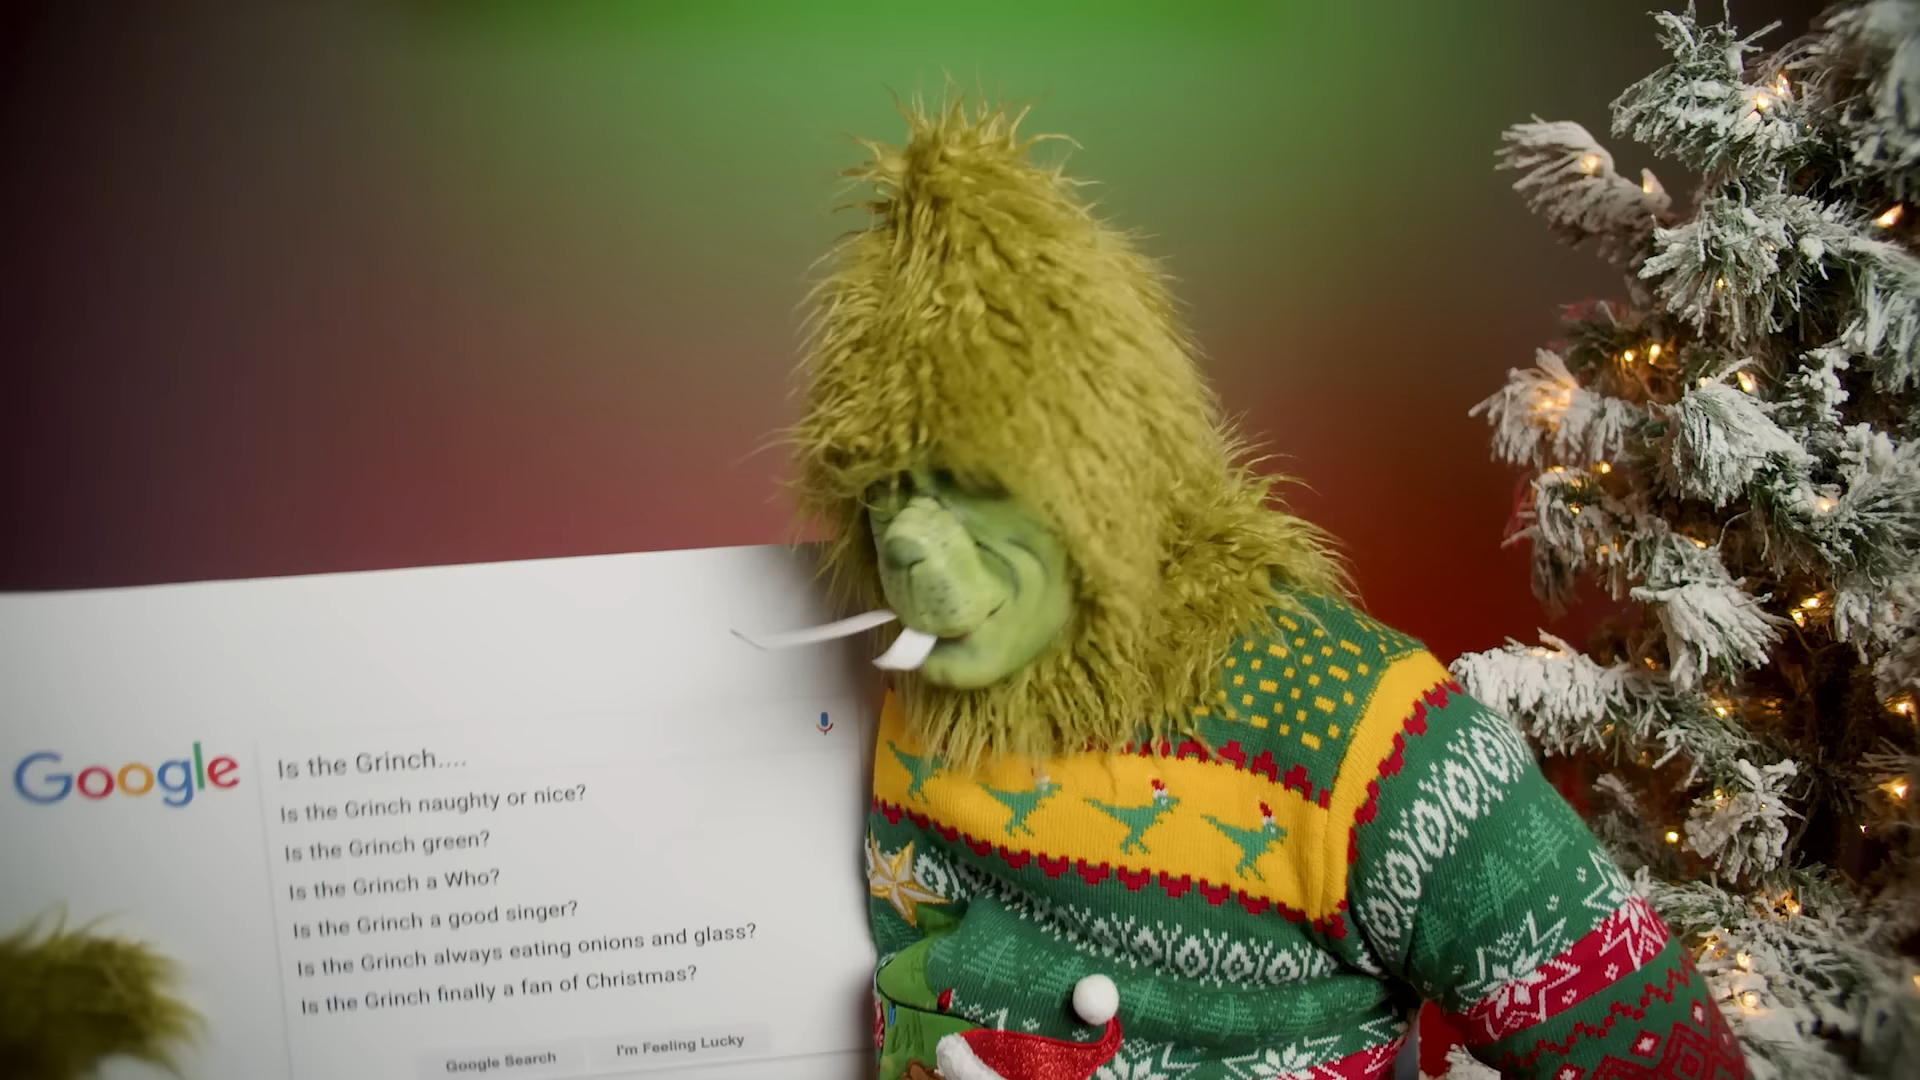 Google
Is the Grinch....
Is the Grinch naughty or nice?
Is the Grinch green?
Is the Grinch a Who?
Is the Grinch a good singer?
Is the Grinch always eating onions and glass?
Is the Grinch finally a fan of Christmas?
Google Search
I'm Feeling Lucky